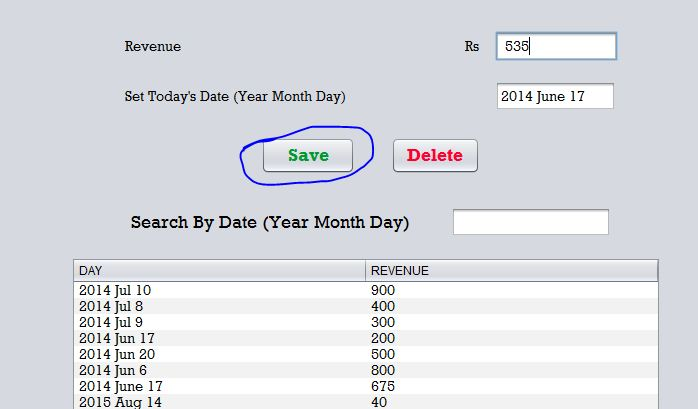 Revenue Rs 535
Set Today's Date (Year Month Day) 2014 June 17
Save Delete
Search By Date (Year Month Day)
DAY REVENUE
2014 Jul 10 900
2014 Jul 8 400
2014 Jul 9 300
2014 Jun 17 200
2014 Jun 20 500
2014 Jun 6 800
2014 June 17 675
2015 Aug 14 40